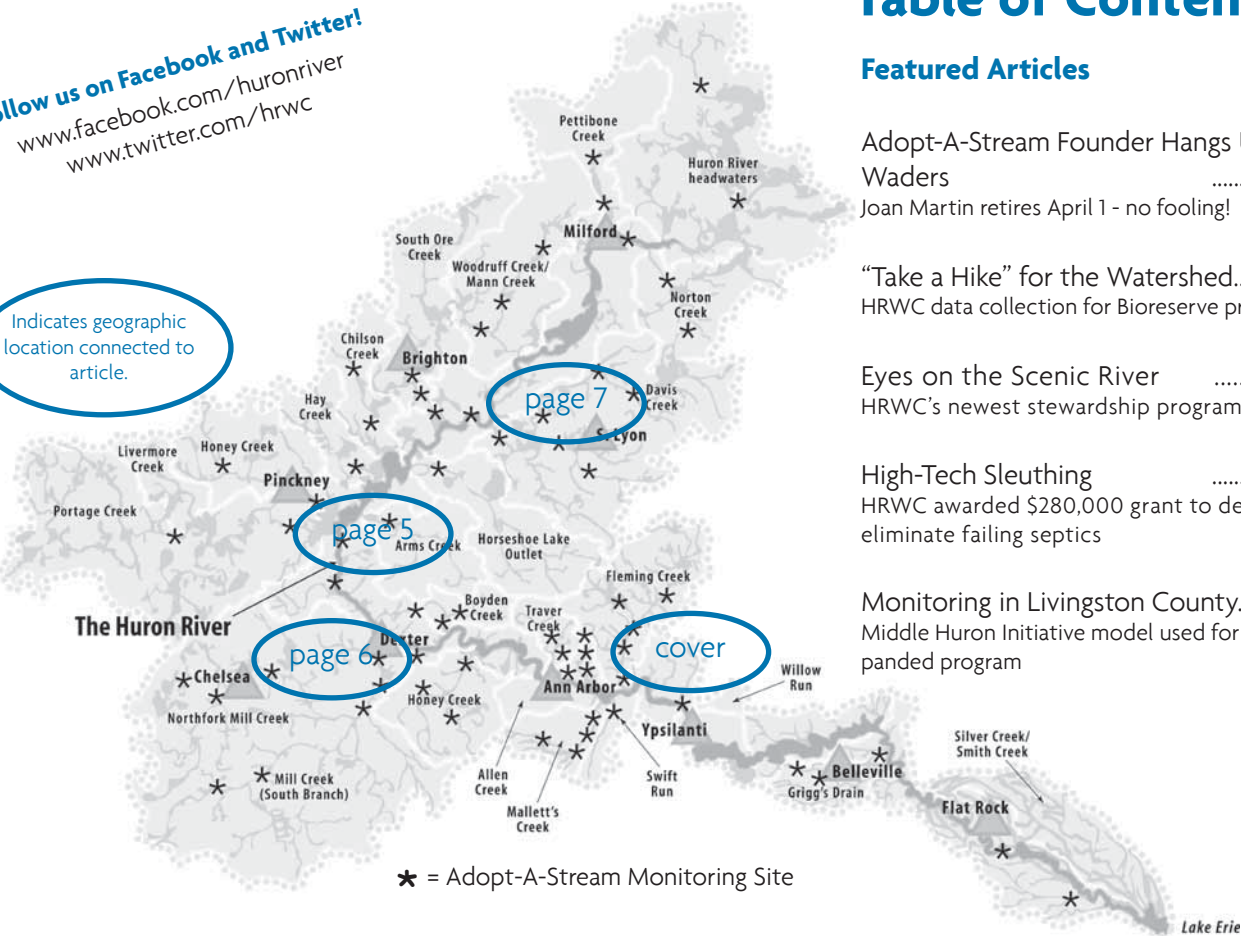 ollow us on Facebook and Twitter!
www.facebook.com/huronriver
www.twitter.com/hrwc
Indicates geographic
location connected to
article.
Pettibone
Creek
Huron River
headwaters
South Ore
Creek
Milford
Woodruff Creek/
Mann Creek
Norton
Creek
Chilson
Creek
Brighton
page 7
Davis
Creek
Hay
Creek
S. Lyon
Livermore
Creek
Honey Creek
Pinckney
Portage Creek
page 5
Arms Creek
Horseshoe Lake
Outlet
Fleming Creek
The Huron River
Boyden
Creek
Traver
Creek
Dexter
page 6
cover
Chelsea
Ann Arbor
Willow
Run
Northfork Mill Creek
Honey Creek
Ypsilanti
Mill Creek
(South Branch)
Allen
Creek
Mallett's
Creek
Swift
Run
Belleville
Grigg's Drain
Silver Creek/
Smith Creek
Flat Rock
Lake Erie
* = Adopt-A-Stream Monitoring Site
Table of Conten
Featured Articles
Adopt-A-Stream Founder Hangs U
Waders ......
Joan Martin retires April 1 - no fooling!
“Take a Hike” for the Watershed..
HRWC data collection for Bioreserve pr
Eyes on the Scenic River .....
HRWC’s newest stewardship program
High-Tech Sleuthing ......
HRWC awarded $280,000 grant to de
eliminate failing septics
Monitoring in Livingston County.
Middle Huron Initiative model used for
panded program